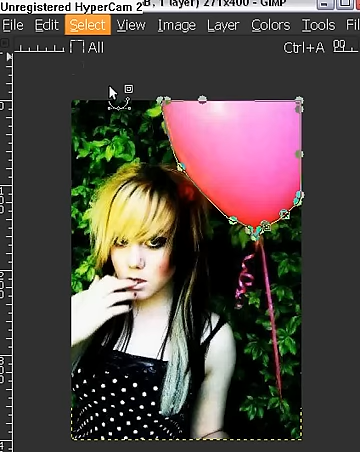 Unregistered HyperCam 2
B, 1 layer) 271x400 - GIMP
File Edit Select View Image Layer Colors Tools Fil
All Ctrl+A